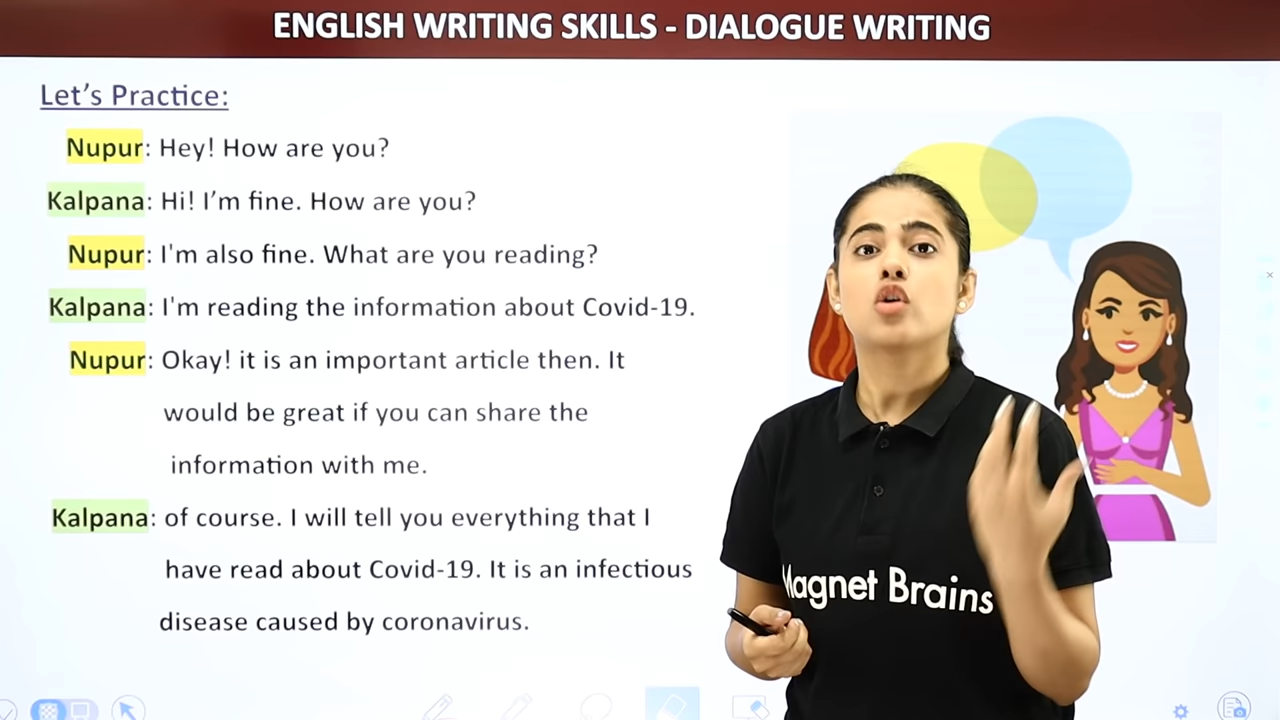 ENGLISH WRITING SKILLS - DIALOGUE WRITING
Let’s Practice:
Nupur: Hey! How are you?
Kalpana: Hi! I’m fine. How are you?
Nupur: I'm also fine. What are you reading?
Kalpana: I'm reading the information about Covid-19.
Nupur: Okay! it is an important article then. It
would be great if you can share the
information with me.
Kalpana: of course. I will tell you everything that I
have read about Covid-19. It is an infectious
disease caused by coronavirus.
Magnet Brains